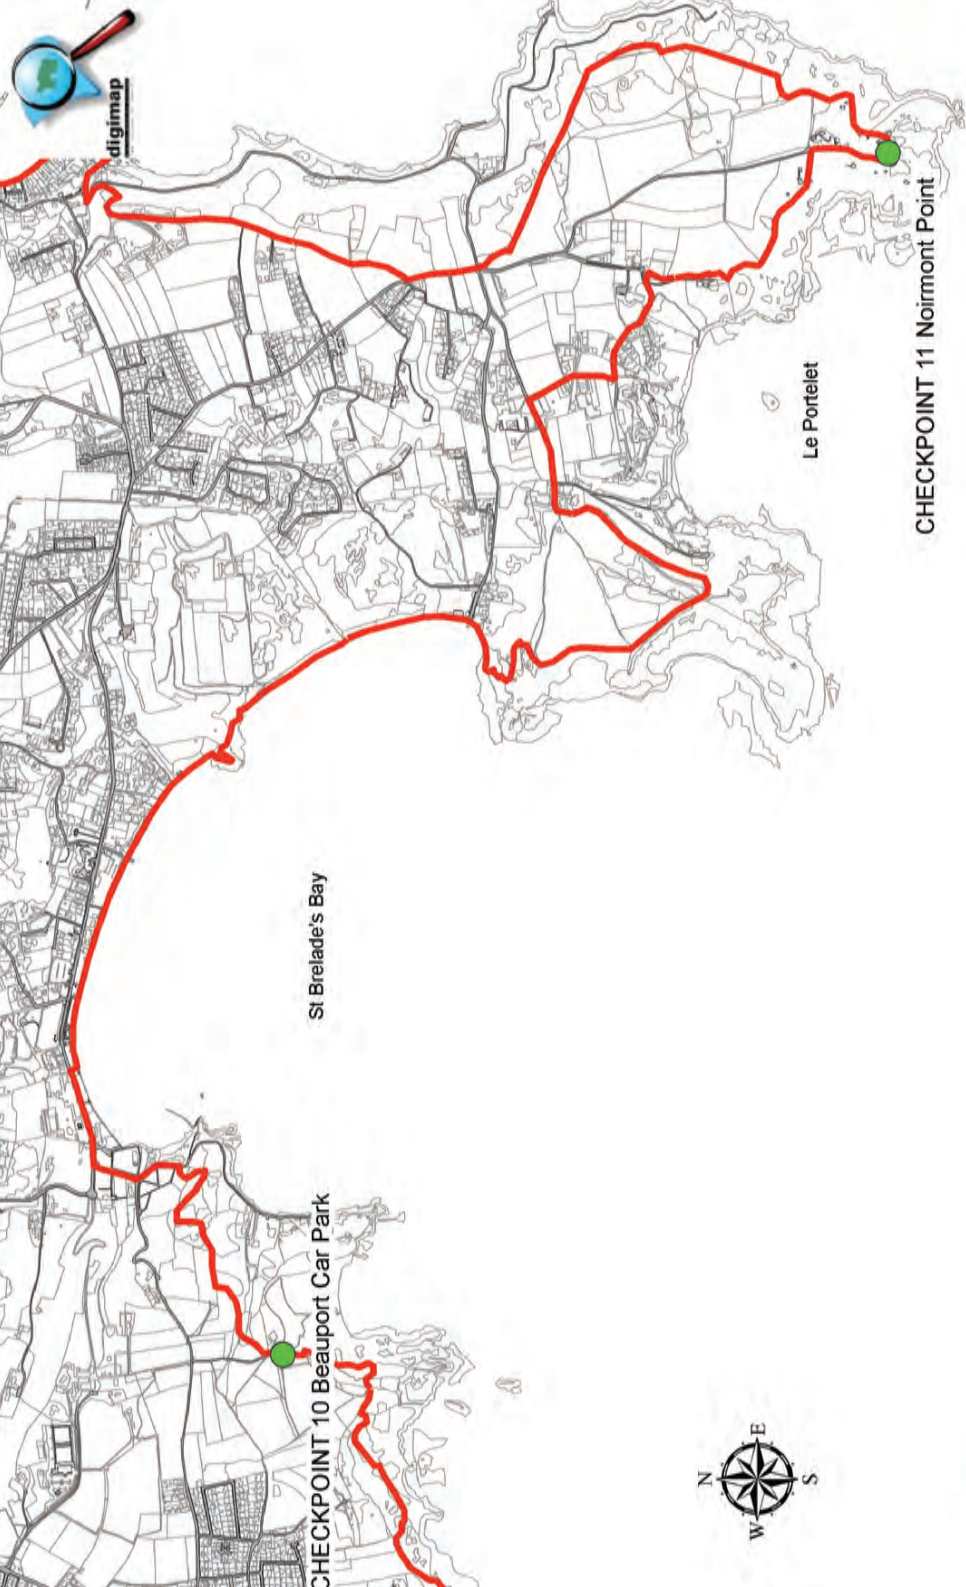 digimap
CHECKPOINT 11 Noirmont Point
Le Portelet
St Brelade's Bay
CHECKPOINT 10 Beauport Car Park
N
W
E
S